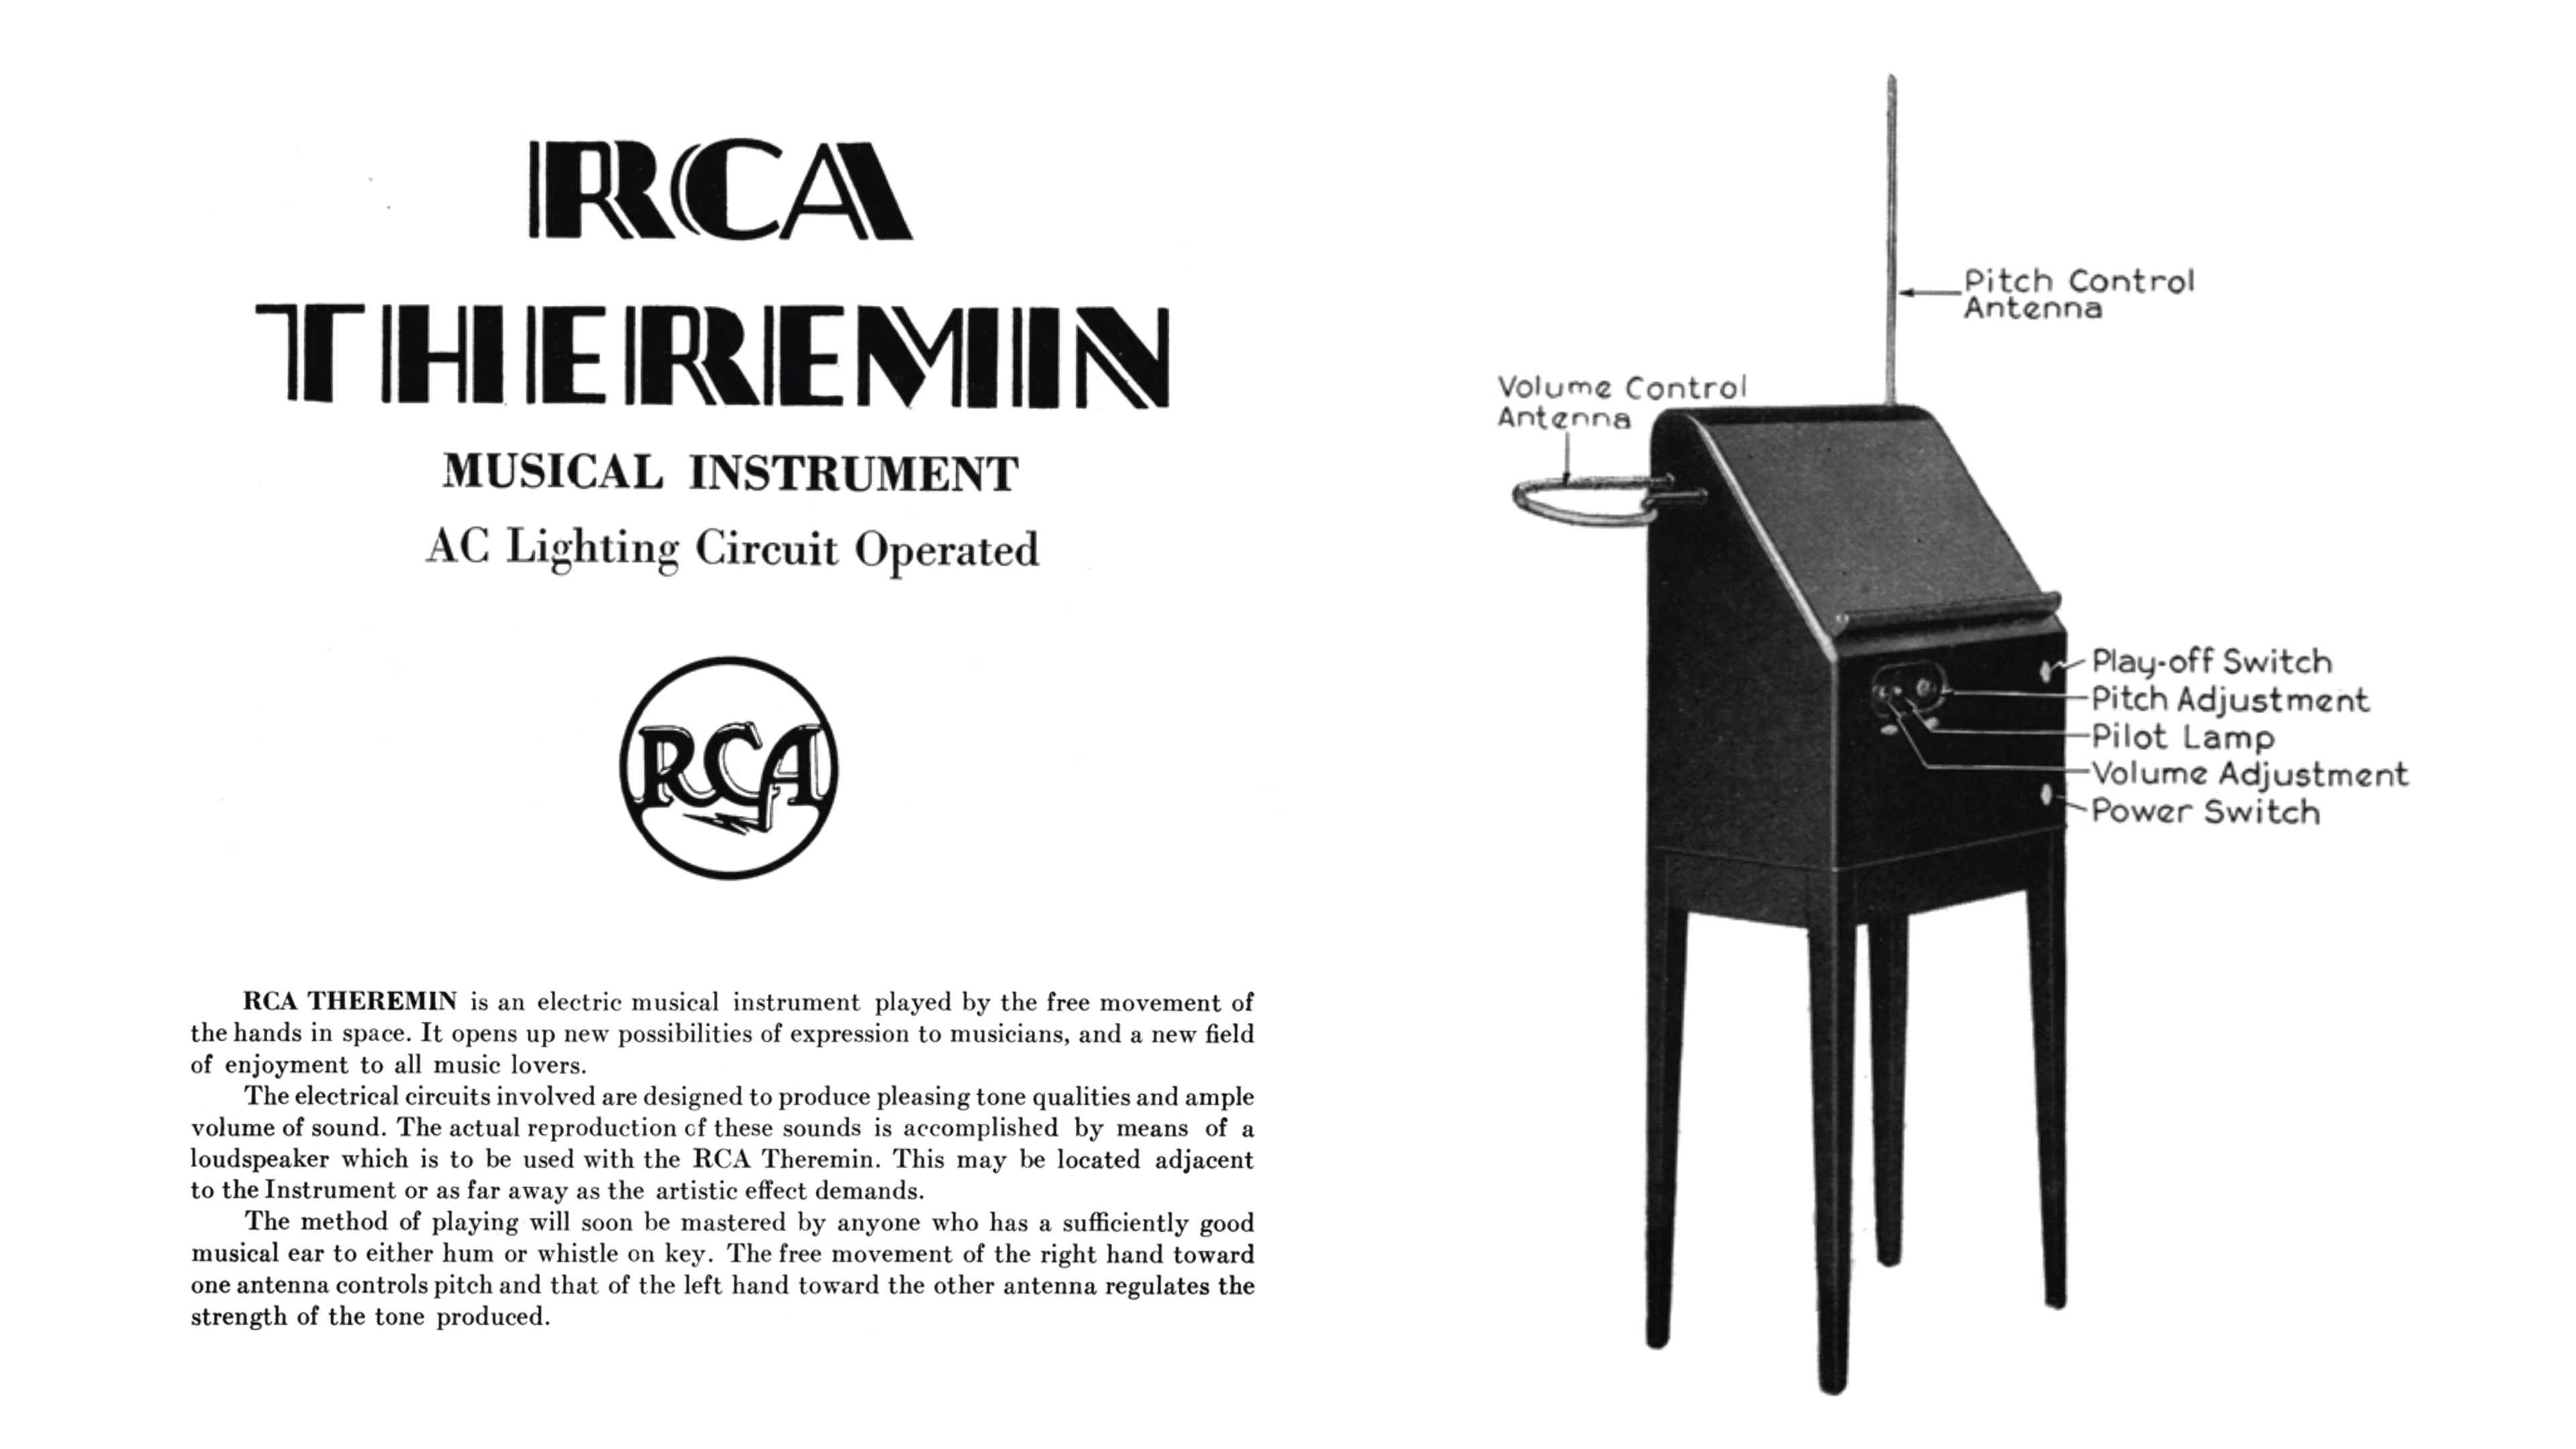 RCA
THEREMIN
MUSICAL INSTRUMENT
AC Lighting Circuit Operated
RCA
RCA THEREMIN is an electric musical instrument played by the free movement of
the hands in space. It opens up new possibilities of expression to musicians, and a new field
of enjoyment to all music lovers.
The electrical circuits involved are designed to produce pleasing tone qualities and ample
volume of sound. The actual reproduction of these sounds is accomplished by means of a
loudspeaker which is to be used with the RCA Theremin. This may be located adjacent
to the Instrument or as far away as the artistic effect demands.
The method of playing will soon be mastered by anyone who has a sufficiently good
musical ear to either hum or whistle on key. The free movement of the right hand toward
one antenna controls pitch and that of the left hand toward the other antenna regulates the
strength of the tone produced.
Pitch Control
Antenna
Volume Control
Antenna
Play-off Switch
Pitch Adjustment
Pilot Lamp
Volume Adjustment
Power Switch